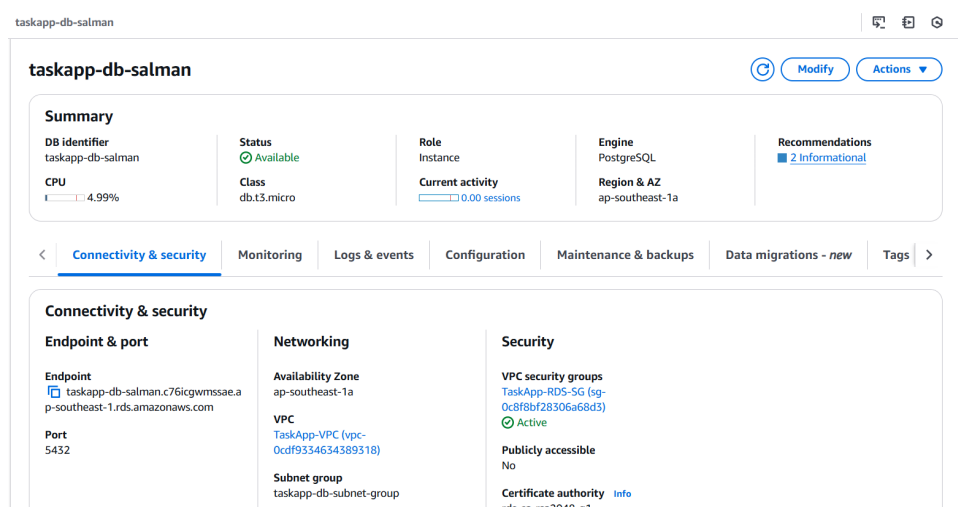 taskapp-db-salman
taskapp-db-salman
Modify
Actions
Summary
DB identifier
taskapp-db-salman
Status
Available
Role
Instance
Engine
PostgreSQL
Recommendations
2 Informational
CPU
4.99%
Class
db.t3.micro
Current activity
0.00 sessions
Region & AZ
ap-southeast-1a
Connectivity & security
Monitoring
Logs & events
Configuration
Maintenance & backups
Data migrations - new
Tags
Connectivity & security
Endpoint & port
Endpoint
taskapp-db-salman.c76icgwmssae.a
p-southeast-1.rds.amazonaws.com
Port
5432
Networking
Availability Zone
ap-southeast-1a
VPC
TaskApp-VPC (vpc-
0cdf9334634389318)
Subnet group
taskapp-db-subnet-group
Security
VPC security groups
TaskApp-RDS-SG (sg-
0c8f8bf28306a68d3)
Active
Publicly accessible
No
Certificate authority Info